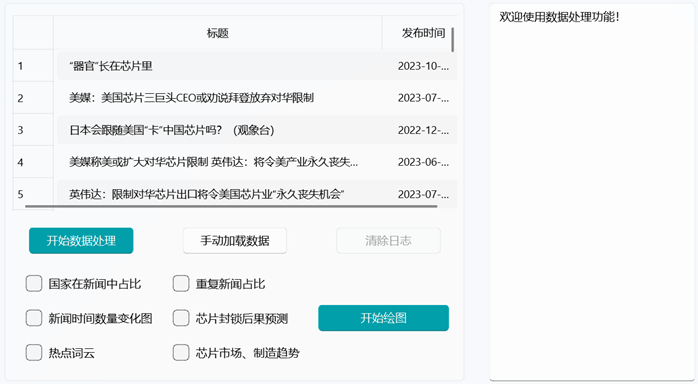 标题 发布时间
1 “器官”长在芯片里 2023-10-...
2 美媒：美国芯片三巨头CEO或劝说拜登放弃对华限制 2023-07-...
3 日本会跟随美国“卡”中国芯片吗？（观象台） 2022-12-...
4 美媒称美或扩大对华芯片限制 英伟达：将令美产业永久丧失... 2023-06-...
5 英伟达：限制对华芯片出口将令美国芯片业“永久丧失机会” 2023-07-...
开始数据处理 手动加载数据 清除日志
国家在新闻中占比 重复新闻占比
新闻时间数量变化图 芯片封锁后果预测 开始绘图
热点词云 芯片市场、制造趋势
欢迎使用数据处理功能！